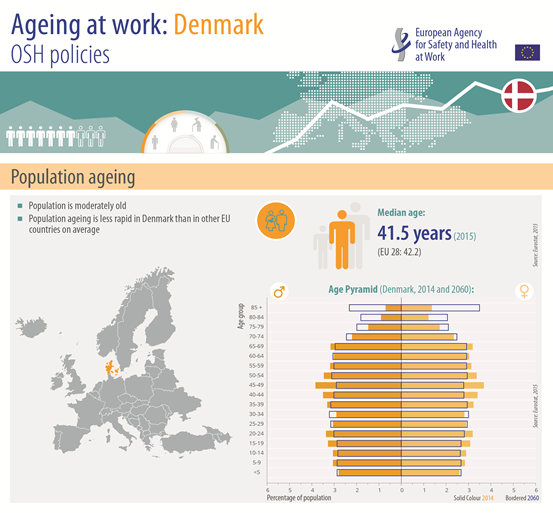 Ageing at work: Denmark
OSH policies
European Agency
for Safety and Health
at Work
Population ageing
Population is moderately old
Population ageing is less rapid in Denmark than in other EU
countries on average
Median age:
41.5 years (2015)
(EU 28: 42.2)
Source: Eurostat, 2015
Age Pyramid (Denmark, 2014 and 2060):
Age group
85 +
80-84
75-79
70-74
65-69
60-64
55-59
50-54
45-49
40-44
35-39
30-34
25-29
20-24
15-19
10-14
5-9
<5
Source: Eurostat, 2015
6 5 4 3 2 1 0 1 2 3 4 5 6
Percentage of population
Solid Colour 2014
Bordered 2060